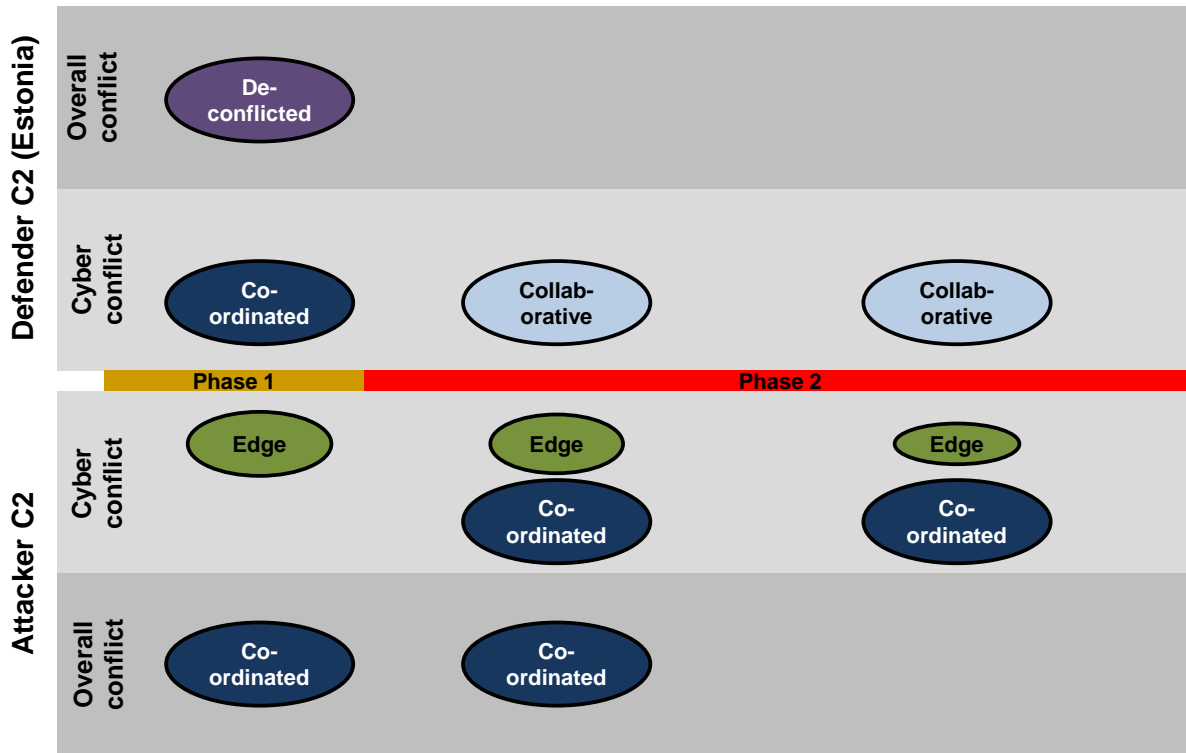 Defender C2 (Estonia)
Overall
conflict
De-
conflicted
Cyber
conflict
Co-
ordinated
Collab-
orative
Collab-
orative
Phase 1
Phase 2
Attacker C2
Cyber
conflict
Edge
Edge
Edge
Co-
ordinated
Co-
ordinated
Overall
conflict
Co-
ordinated
Co-
ordinated